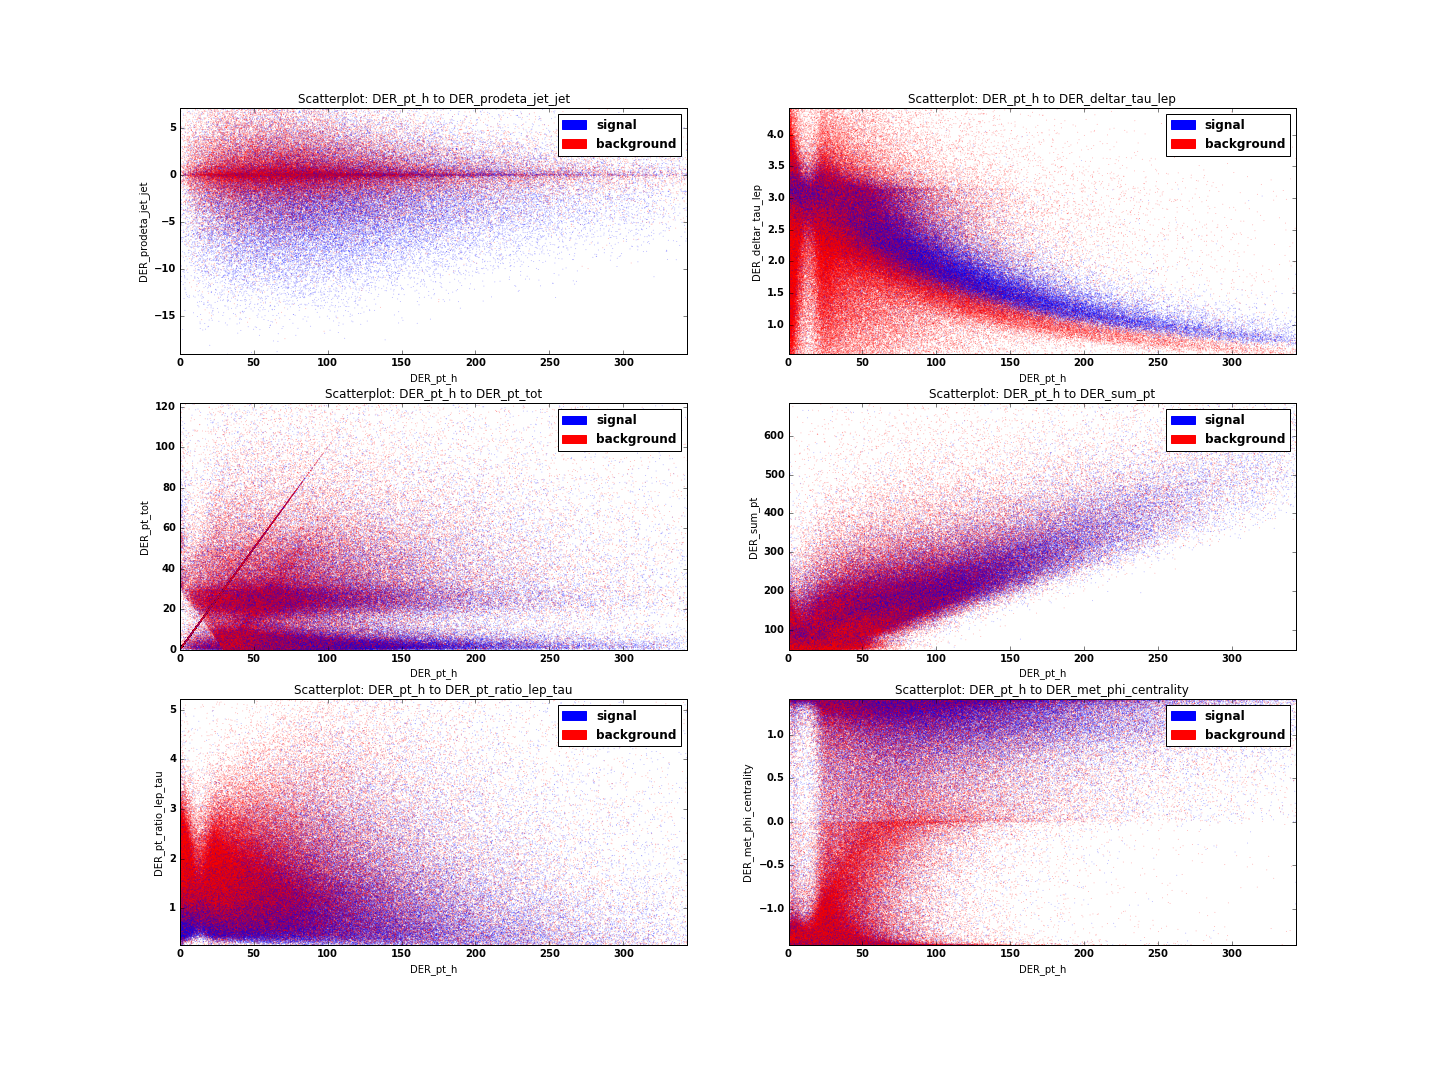 Scatterplot: DER_pt_h to DER_prodeta_jet_jet
signal
background
5
0
−5
−10
−15
DER_prodeta_jet_jet
0 50 100 150 200 250 300
DER_pt_h
Scatterplot: DER_pt_h to DER_deltar_tau_lep
signal
background
4.0
3.5
3.0
2.5
2.0
1.5
1.0
DER_deltar_tau_lep
0 50 100 150 200 250 300
DER_pt_h
Scatterplot: DER_pt_h to DER_pt_tot
signal
background
120
100
80
60
40
20
0
DER_pt_tot
0 50 100 150 200 250 300
DER_pt_h
Scatterplot: DER_pt_h to DER_sum_pt
signal
background
600
500
400
300
200
100
DER_sum_pt
0 50 100 150 200 250 300
DER_pt_h
Scatterplot: DER_pt_h to DER_pt_ratio_lep_tau
signal
background
5
4
3
2
1
DER_pt_ratio_lep_tau
0 50 100 150 200 250 300
DER_pt_h
Scatterplot: DER_pt_h to DER_met_phi_centrality
signal
background
1.0
0.5
0.0
−0.5
−1.0
DER_met_phi_centrality
0 50 100 150 200 250 300
DER_pt_h